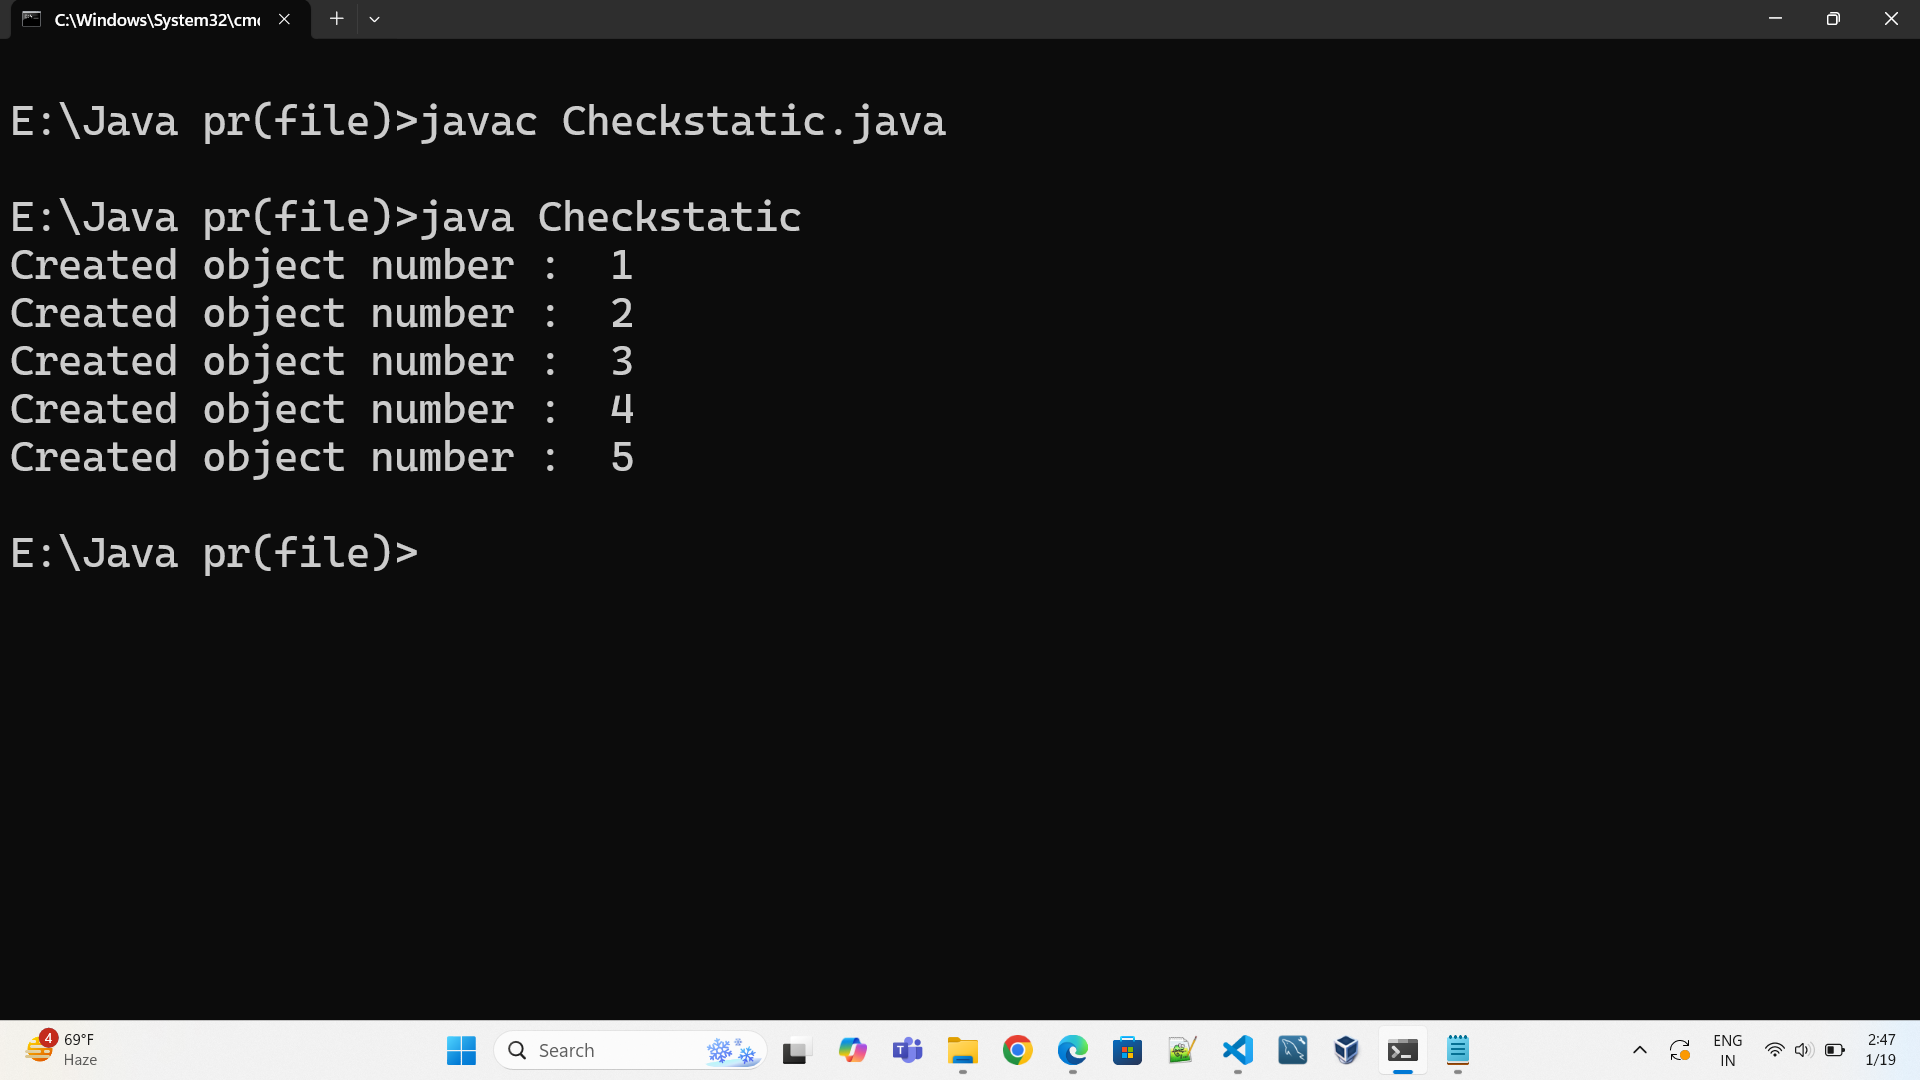 C:\Windows\System32\cmc
E:\Java pr(file)>javac Checkstatic.java
E:\Java pr(file)>java Checkstatic
Created object number :  1
Created object number :  2
Created object number :  3
Created object number :  4
Created object number :  5
E:\Java pr(file)>
4
69°F
Haze
Search
ENG
IN
2:47
1/19